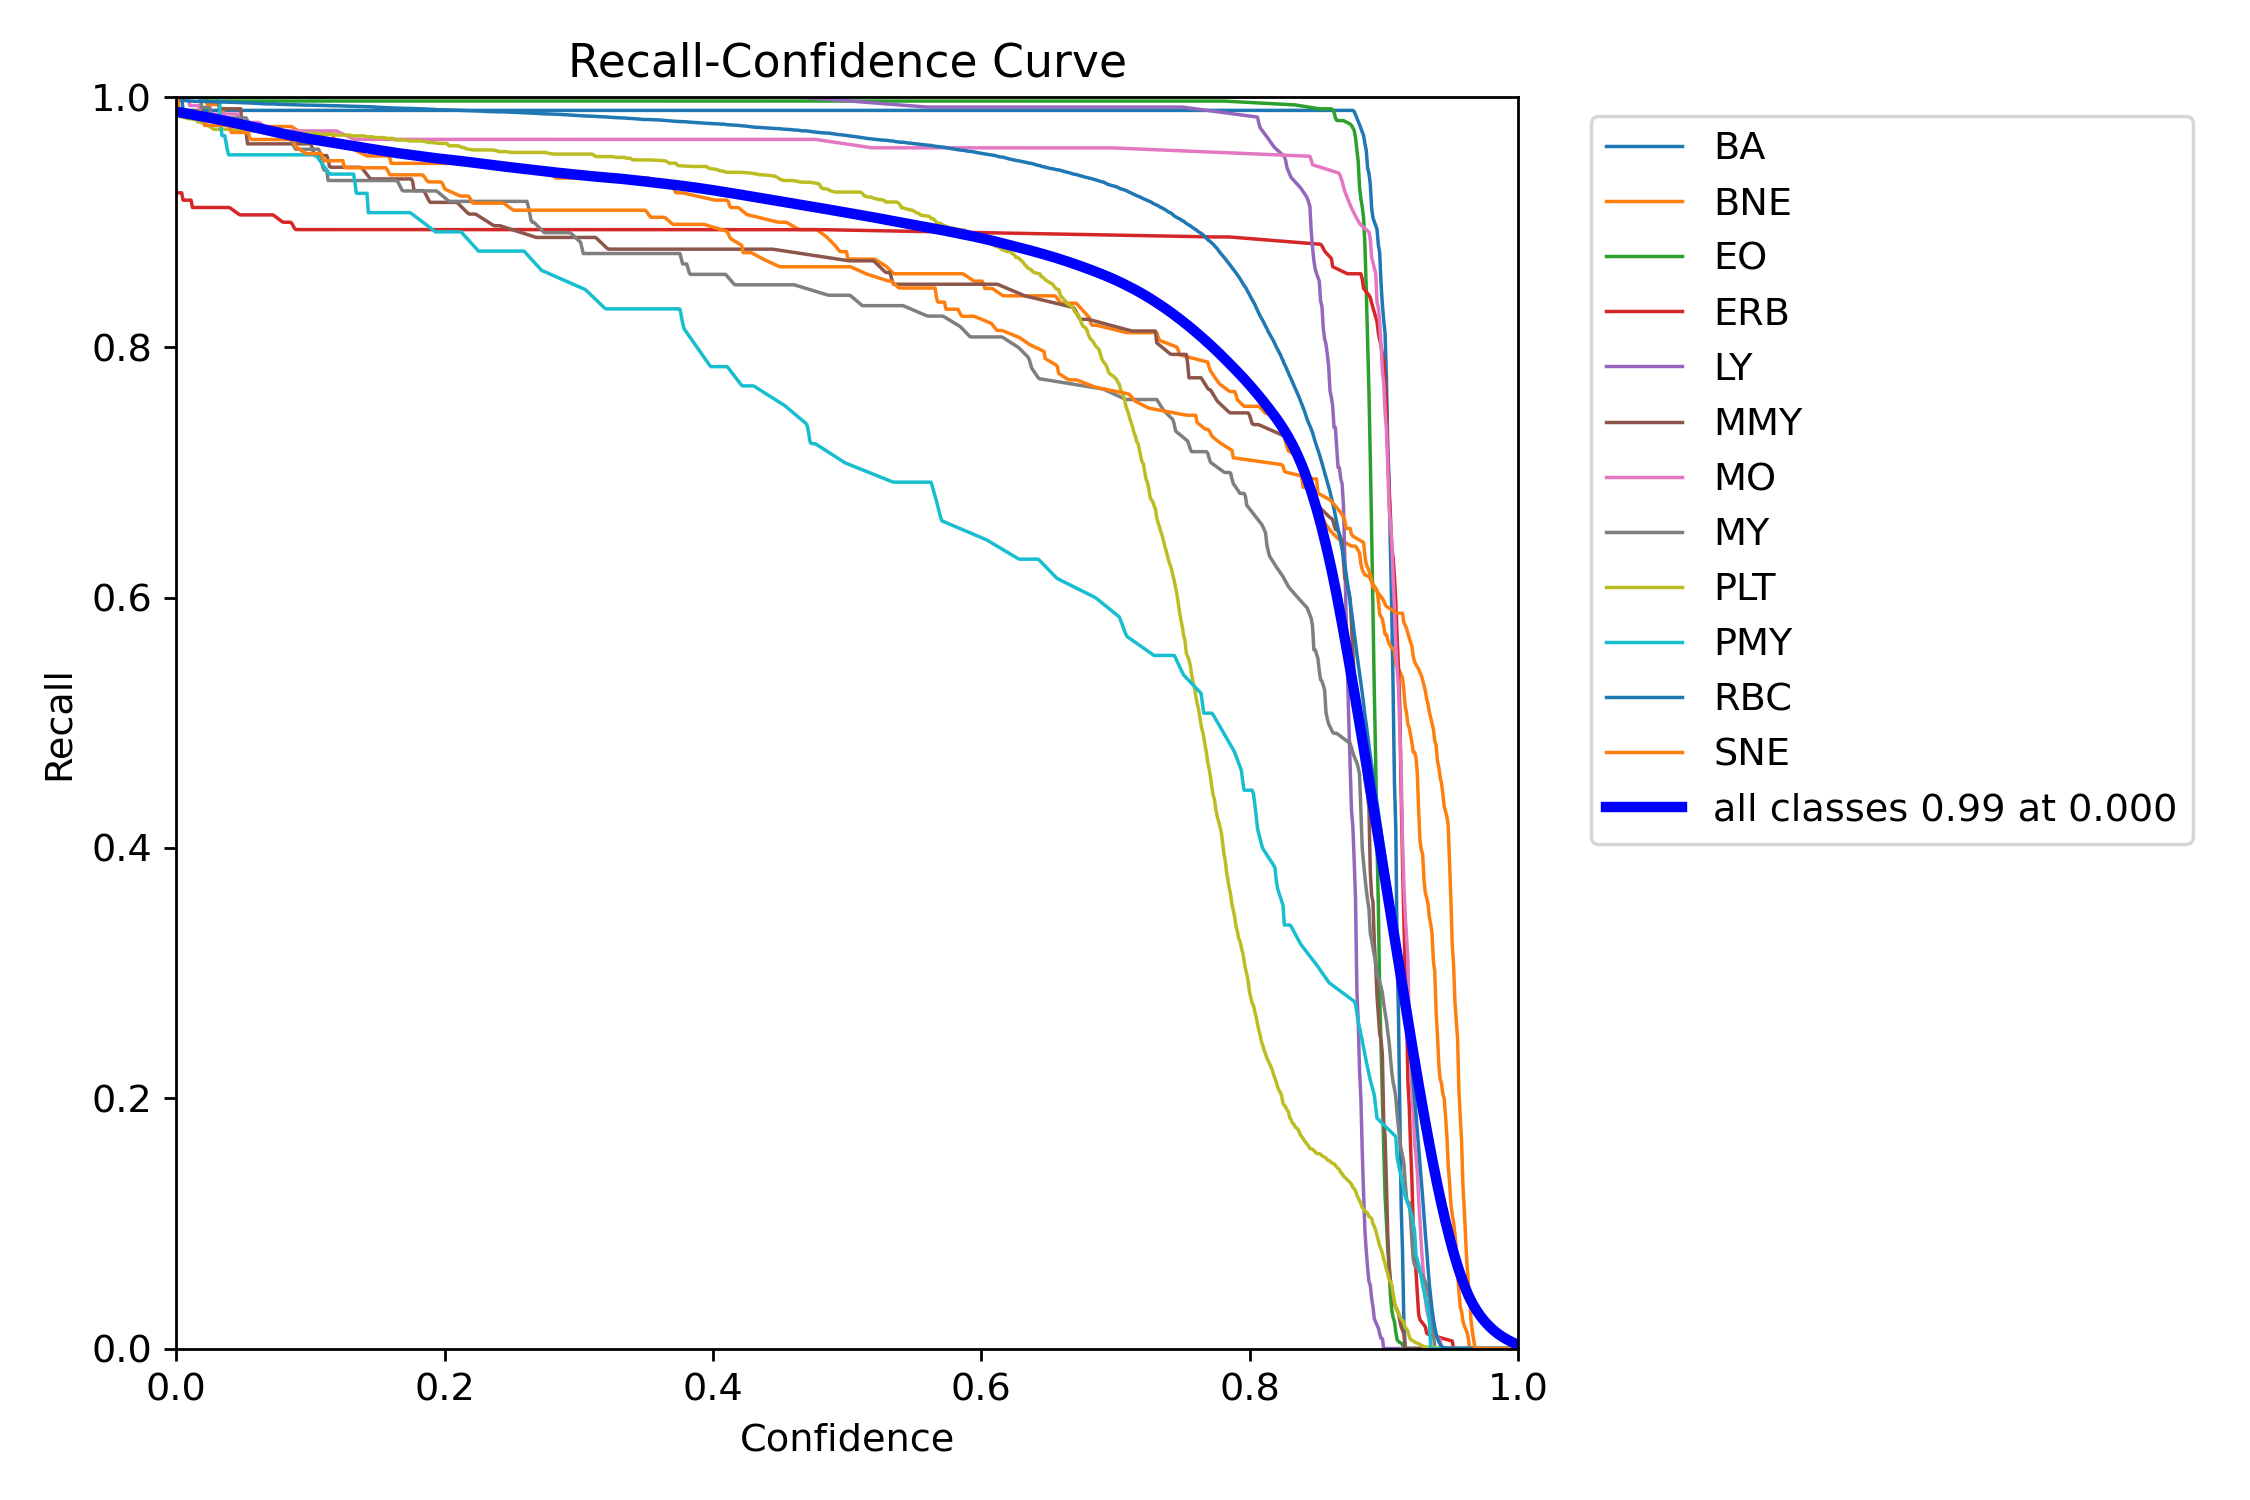 Recall-Confidence Curve
1.0
0.8
0.6
0.4
0.2
0.0
Recall
0.0 0.2 0.4 0.6 0.8 1.0
Confidence
BA
BNE
EO
ERB
LY
MMY
MO
MY
PLT
PMY
RBC
SNE
all classes 0.99 at 0.000